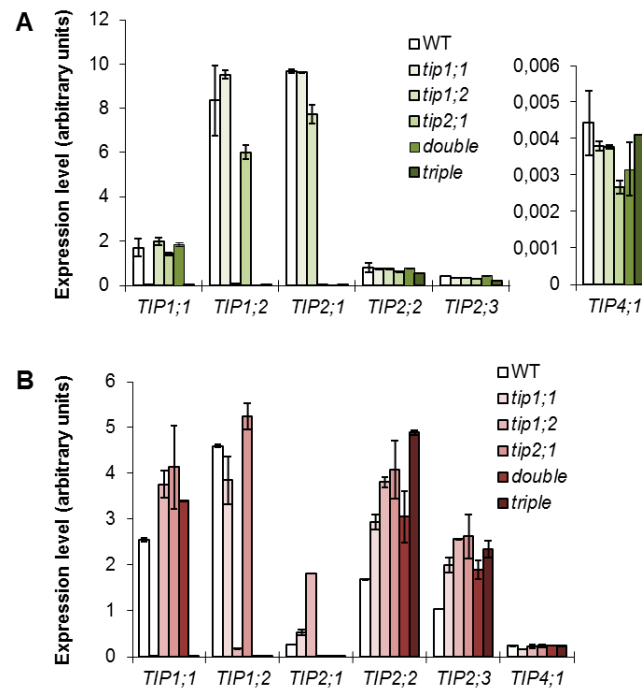 A
Expression level (arbitrary units)
12
10
8
6
4
2
0
TIP1;1 TIP1;2 TIP2;1 TIP2;2 TIP2;3
WT
tip1;1
tip1;2
tip2;1
double
triple
0,006
0,005
0,004
0,003
0,002
0,001
0
TIP4;1
B
Expression level (arbitrary units)
6
5
4
3
2
1
0
TIP1;1 TIP1;2 TIP2;1 TIP2;2 TIP2;3 TIP4;1
WT
tip1;1
tip1;2
tip2;1
double
triple